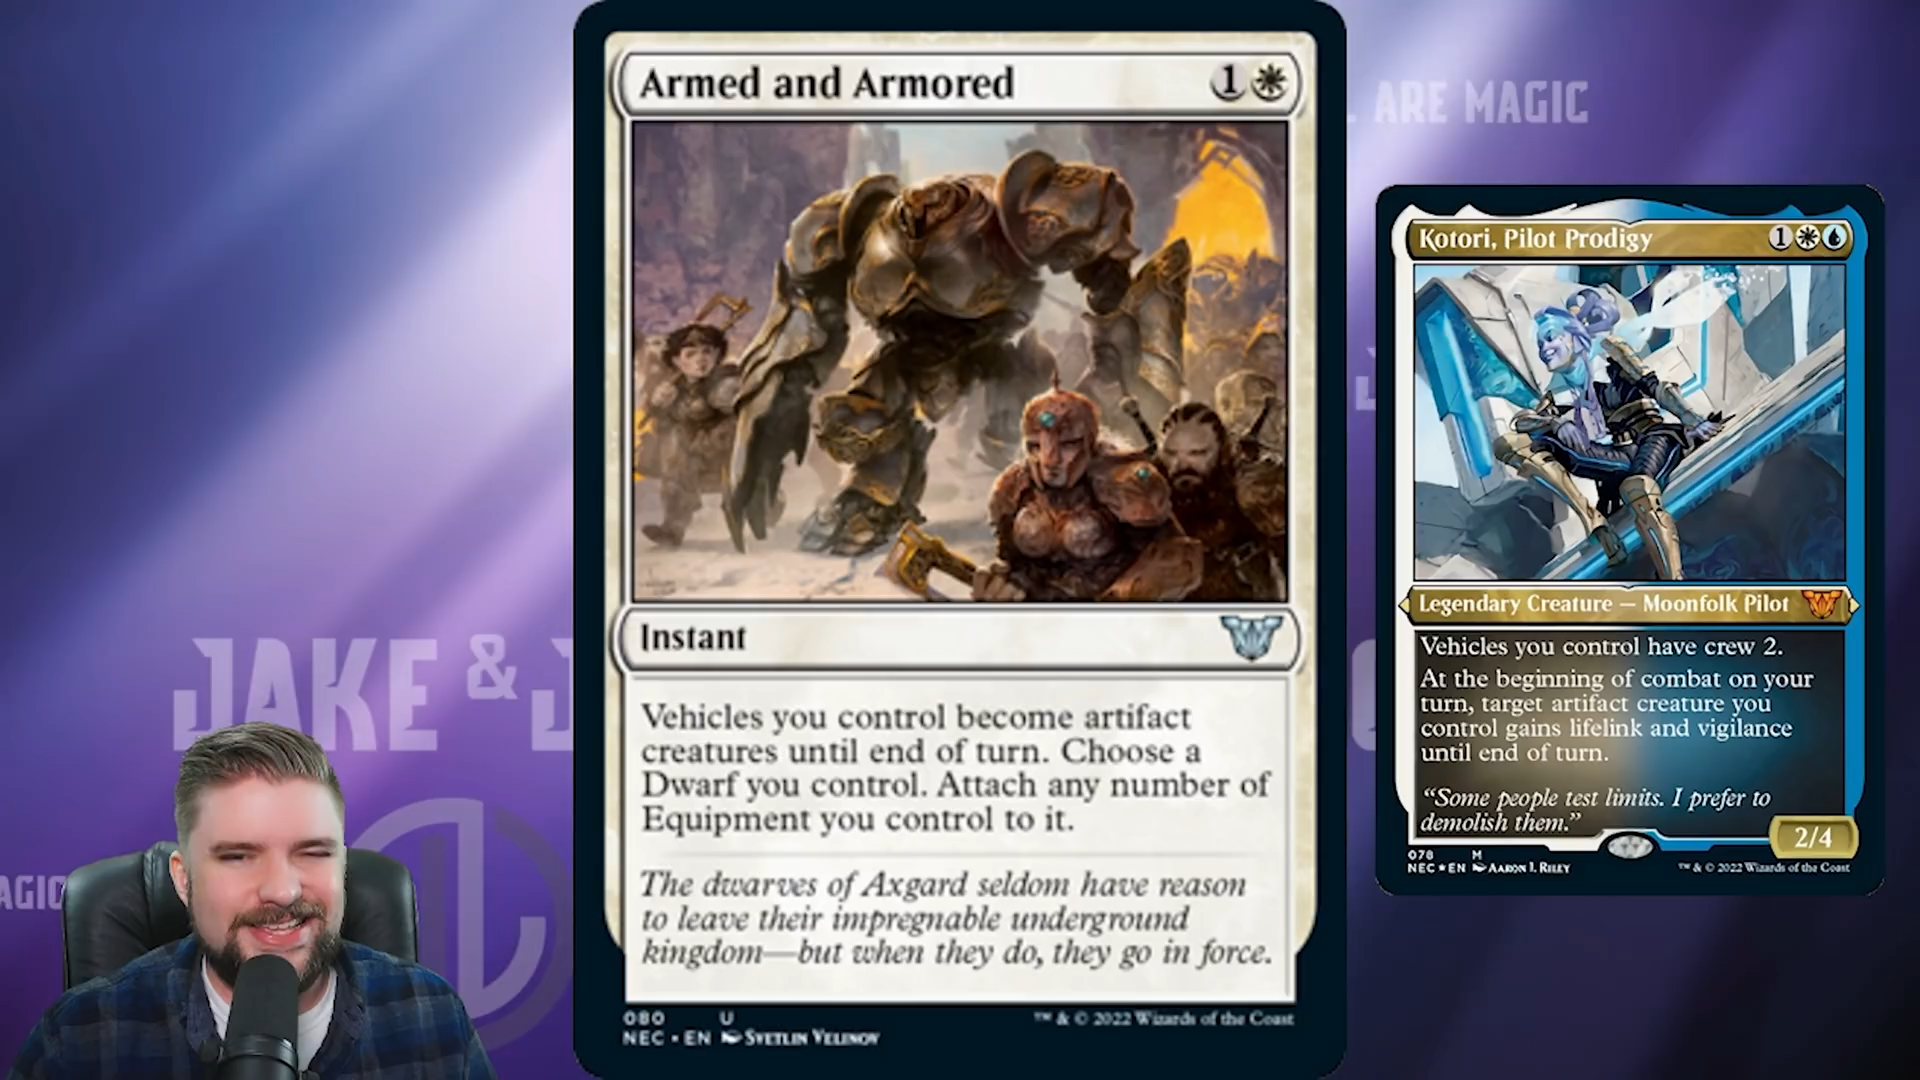 Armed and Armored 1
Instant
Vehicles you control become artifact
creatures until end of turn. Choose a
Dwarf you control. Attach any number of
Equipment you control to it.
The dwarves of Axgard seldom have reason
to leave their impregnable underground
kingdom—but when they do, they go in force.
080 U
NEC • EN SVETLIN VELINOV
™ & © 2022 Wizards of the Coast
ARE MAGIC
Kotori, Pilot Prodigy 1
Legendary Creature — Moonfolk Pilot
Vehicles you control have crew 2.
At the beginning of combat on your
turn, target artifact creature you
control gains lifelink and vigilance
until end of turn.
“Some people test limits. I prefer to
demolish them.”
2/4
078 M
NEC ★ EN AARON J. RILEY
™ & © 2022 Wizards of the Coast
JAKE & J
AGIC